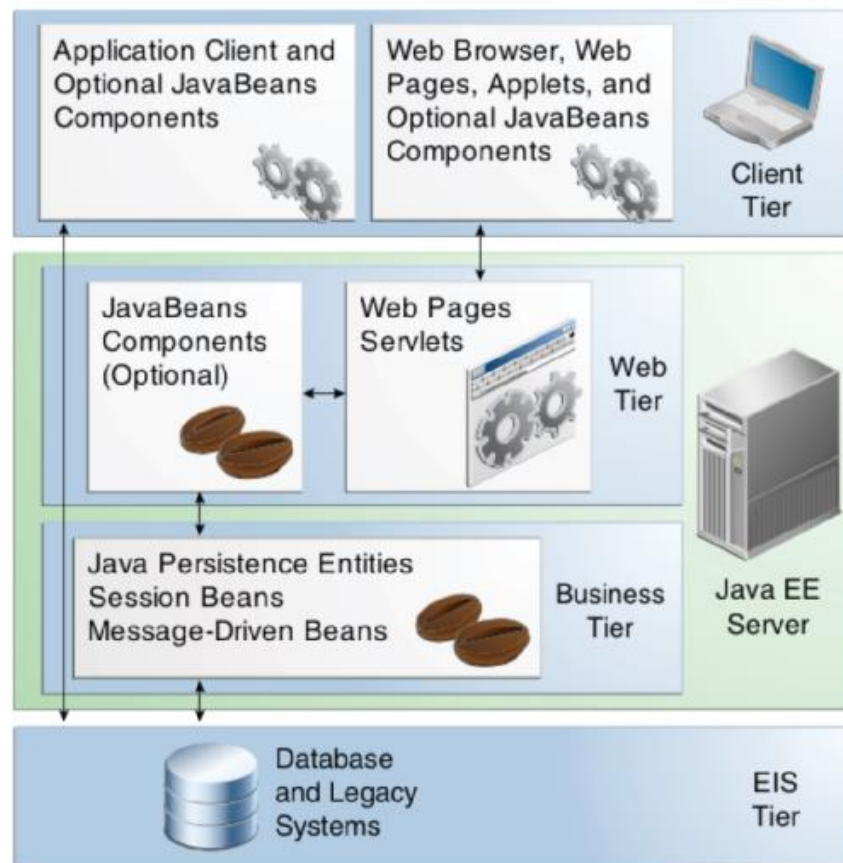 Application Client and
Optional JavaBeans
Components
Web Browser, Web
Pages, Applets, and
Optional JavaBeans
Components
Client
Tier
JavaBeans
Components
(Optional)
Web Pages
Servlets
Web
Tier
Java Persistence Entities
Session Beans
Message-Driven Beans
Business
Tier
Java EE
Server
Database
and Legacy
Systems
EIS
Tier